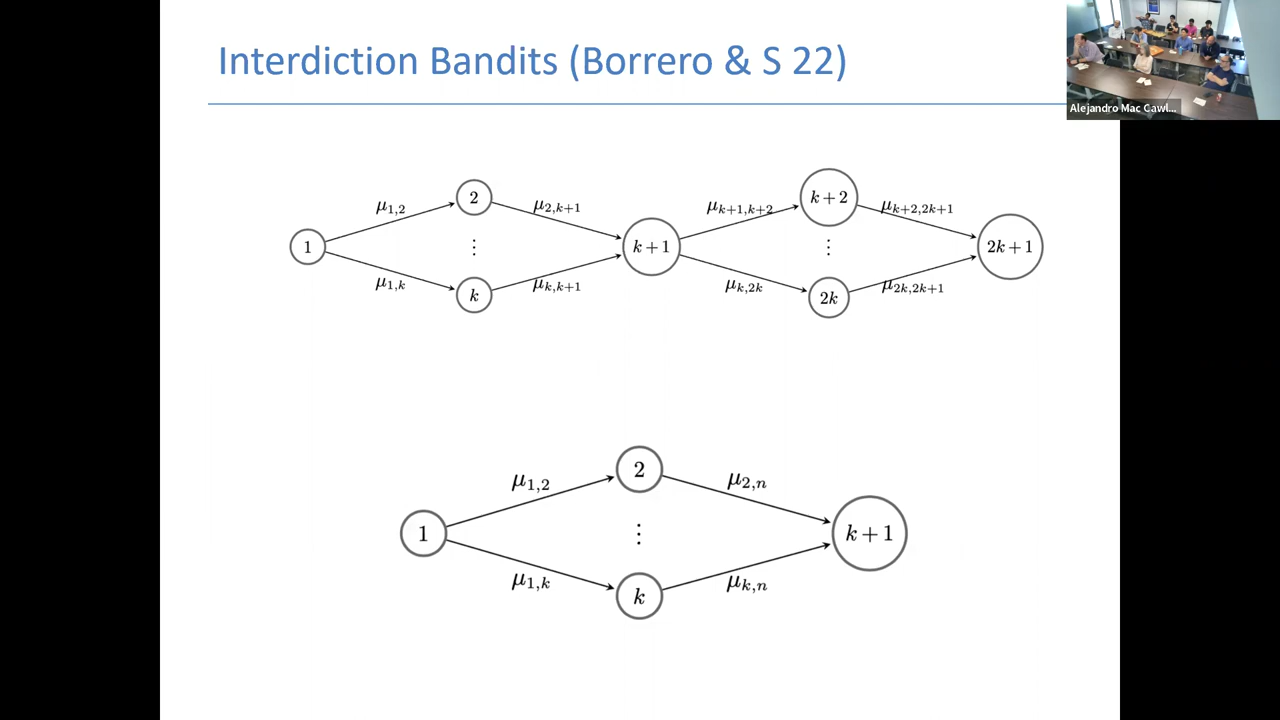 Interdiction Bandits (Borrero & S 22)
Alejandro Mac Cawl...
μ1,2
2
μ2,k+1
μk+1,k+2
k+2
μk+2,2k+1
1
⋮
k+1
⋮
2k+1
μ1,k
k
μk,k+1
μk,2k
2k
μ2k,2k+1
μ1,2
2
μ2,n
1
⋮
k+1
μ1,k
k
μk,n